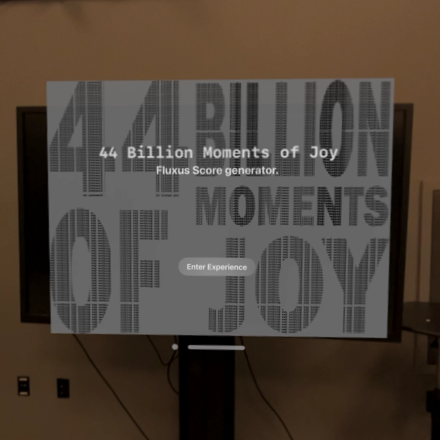 44 BILLION
MOMENTS
OF JOY
44 Billion Moments of Joy
Fluxus Score generator.
Enter Experience